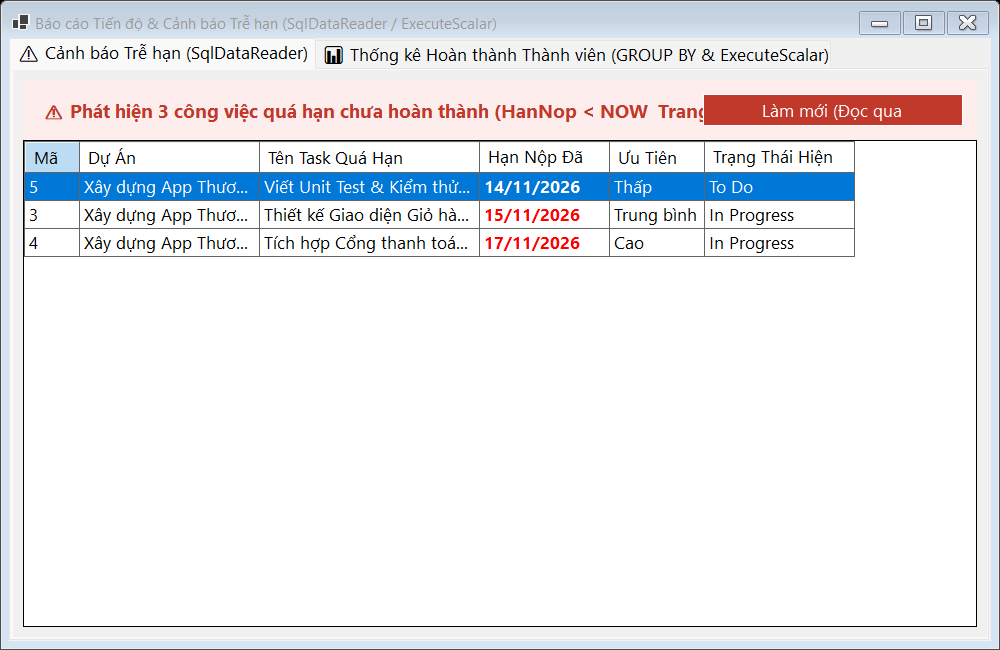 Báo cáo Tiến độ & Cảnh báo Trễ hạn (SqlDataReader / ExecuteScalar)
Cảnh báo Trễ hạn (SqlDataReader) Thống kê Hoàn thành Thành viên (GROUP BY & ExecuteScalar)
Phát hiện 3 công việc quá hạn chưa hoàn thành (HanNop < NOW Trang Làm mới (Đọc qua
Mã Dự Án Tên Task Quá Hạn Hạn Nộp Đã Ưu Tiên Trạng Thái Hiện
5 Xây dựng App Thươ... Viết Unit Test & Kiểm thử... 14/11/2026 Thấp To Do
3 Xây dựng App Thươ... Thiết kế Giao diện Giỏ hà... 15/11/2026 Trung bình In Progress
4 Xây dựng App Thươ... Tích hợp Cổng thanh toá... 17/11/2026 Cao In Progress